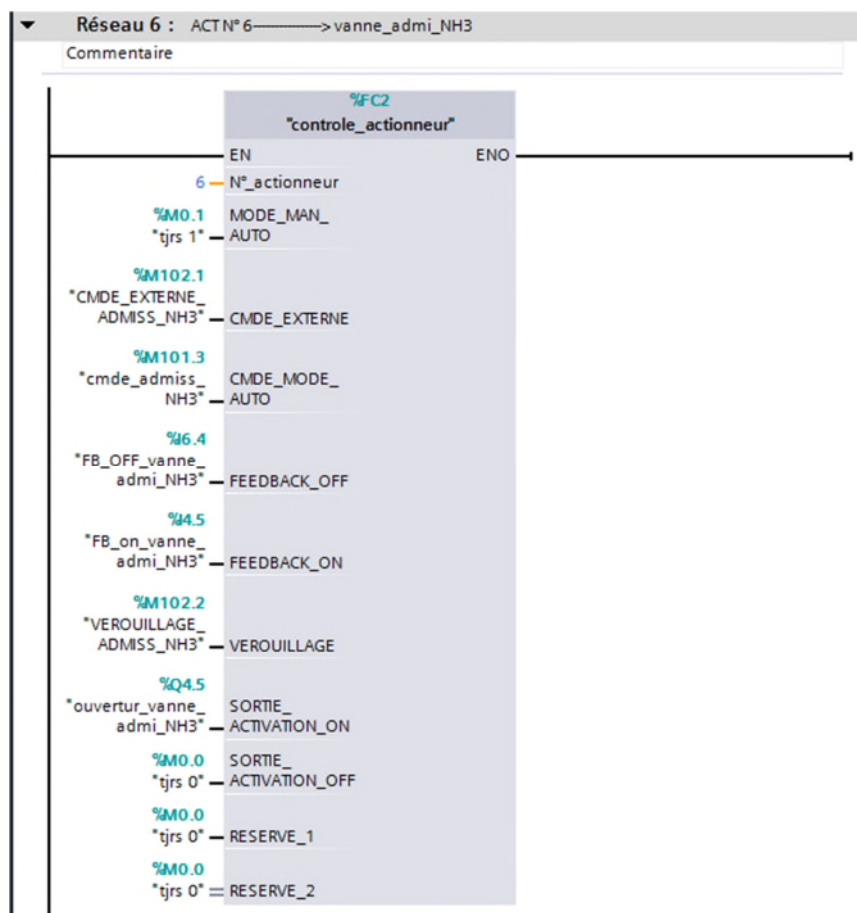 Réseau 6 : ACT N° 6-------------> vanne_admi_NH3
Commentaire
%FC2
"controle_actionneur"
EN ENO
6 N°_actionneur
%M0.1 MODE_MAN_
"tjrs 1" AUTO
%M102.1
"CMDE_EXTERNE_
ADMISS_NH3" CMDE_EXTERNE
%M101.3
"cmde_admiss_ CMDE_MODE_
NH3" AUTO
%I6.4
"FB_OFF_vanne_
admi_NH3" FEEDBACK_OFF
%I4.5
"FB_on_vanne_
admi_NH3" FEEDBACK_ON
%M102.2
"VEROUILLAGE_
ADMISS_NH3" VEROUILLAGE
%Q4.5
"ouvertur_vanne_ SORTIE_
admi_NH3" ACTIVATION_ON
%M0.0 SORTIE_
"tjrs 0" ACTIVATION_OFF
%M0.0
"tjrs 0" RESERVE_1
%M0.0
"tjrs 0" RESERVE_2